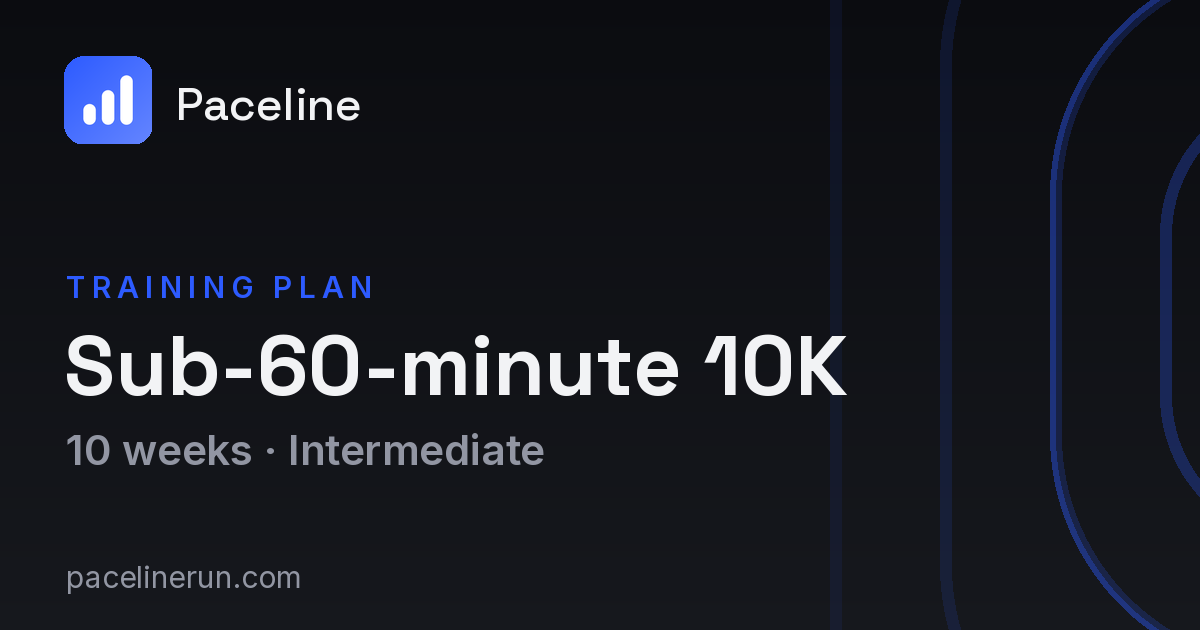 Paceline
TRAINING PLAN
Sub-60-minute 10K
10 weeks · Intermediate
pacelinerun.com